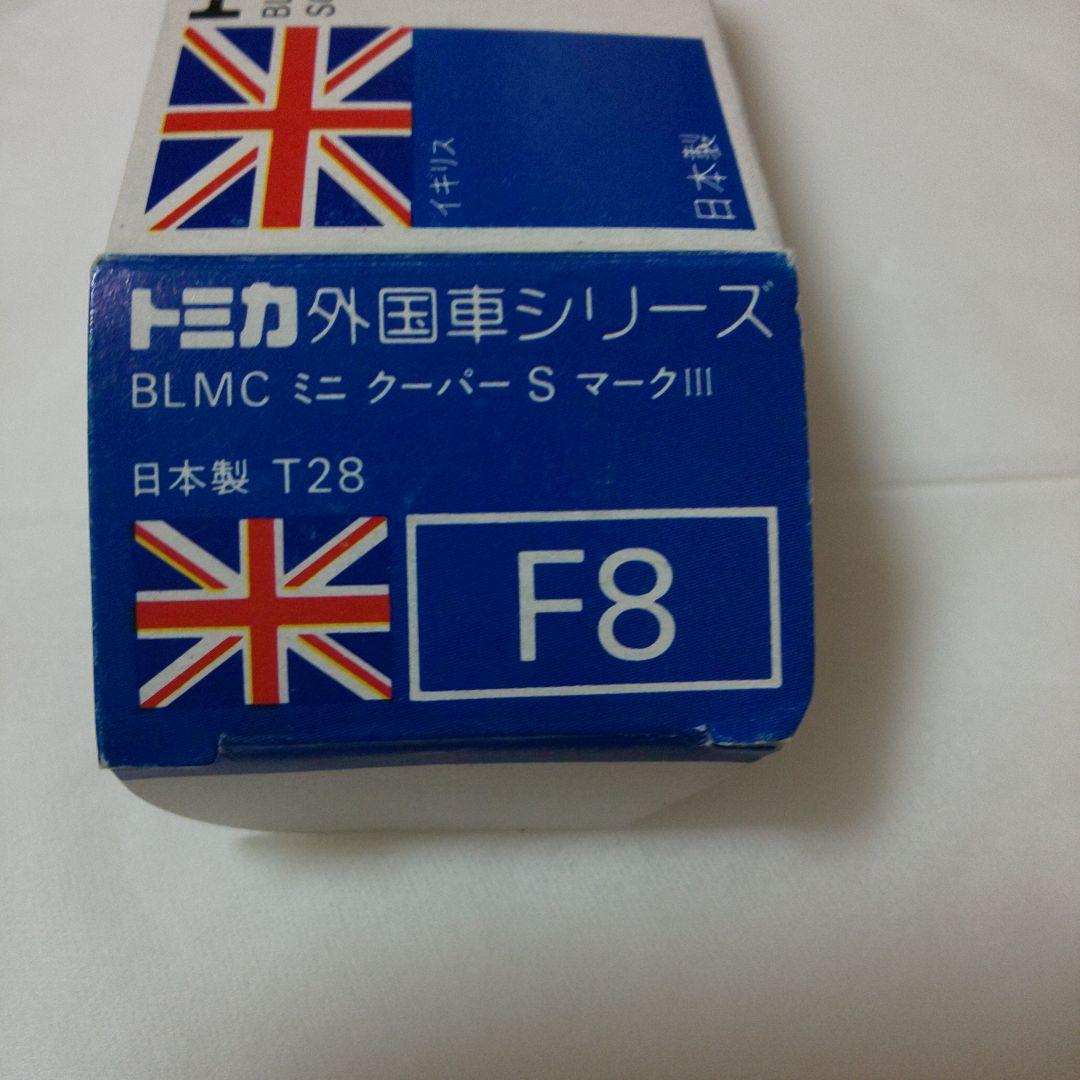 イギリス
日本製
トミカ外国車シリーズ
BLMC ミニ クーパー S マークIII
日本製 T28
F8